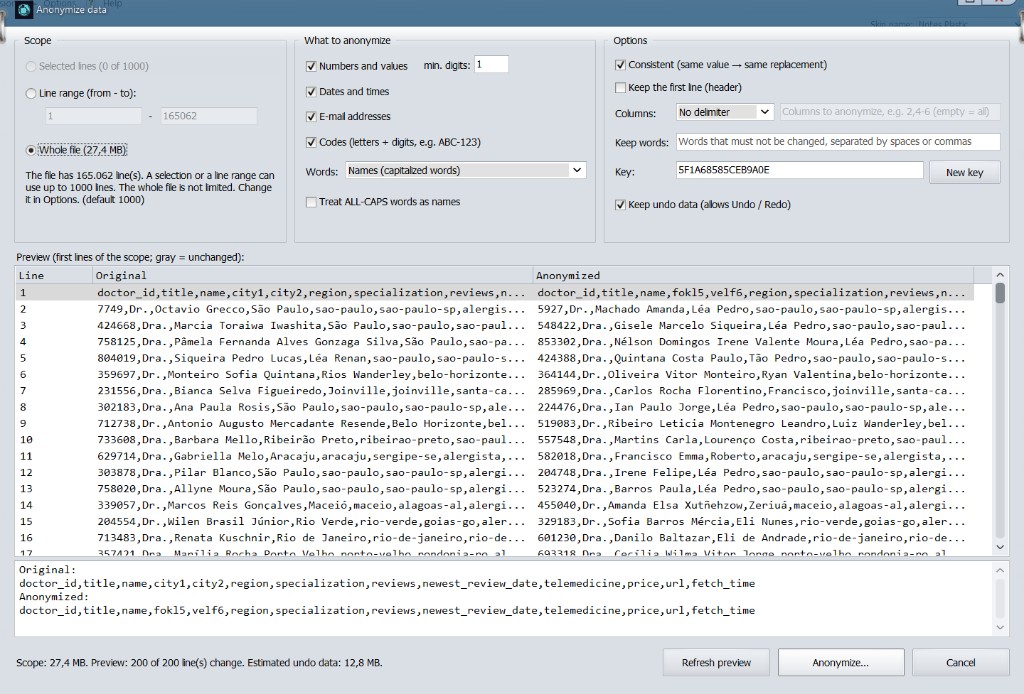 Options ? Help
Anonymize data
Scope
Selected lines (0 of 1000)
Line range (from - to):
1 - 165062
Whole file (27,4 MB)
The file has 165.062 line(s). A selection or a line range can
use up to 1000 lines. The whole file is not limited. Change
it in Options. (default 1000)
What to anonymize
Numbers and values min. digits: 1
Dates and times
E-mail addresses
Codes (letters + digits, e.g. ABC-123)
Words: Names (capitalized words)
Treat ALL-CAPS words as names
Options
Consistent (same value → same replacement)
Keep the first line (header)
Columns: No delimiter Columns to anonymize, e.g. 2,4-6 (empty = all)
Keep words: Words that must not be changed, separated by spaces or commas
Key: 5F1A68585CEB9A0E New key
Keep undo data (allows Undo / Redo)
Preview (first lines of the scope; gray = unchanged):
Line Original Anonymized
1 doctor_id,title,name,city1,city2,region,specialization,reviews,n... doctor_id,title,name,fokl5,velf6,region,specialization,reviews,n...
2 7749,Dr.,Octavio Grecco,São Paulo,sao-paulo,sao-paulo-sp,alergis... 5927,Dr.,Machado Amanda,Léa Pedro,sao-paulo,sao-paulo-sp,alergis...
3 424668,Dra.,Marcia Toraiwa Iwashita,São Paulo,sao-paulo,sao-paul... 548422,Dra.,Gisele Marcelo Siqueira,Léa Pedro,sao-paulo,sao-paul...
4 758125,Dra.,Pâmela Fernanda Alves Gonzaga Silva,São Paulo,sao-pa... 853302,Dra.,Nélson Domingos Irene Valente Moura,Léa Pedro,sao-pa...
5 804019,Dra.,Siqueira Pedro Lucas,Léa Renan,sao-paulo,sao-paulo-s... 424388,Dra.,Quintana Costa Paulo,Tão Pedro,sao-paulo,sao-paulo-s...
6 359697,Dra.,Monteiro Sofia Quintana,Rios Wanderley,belo-horizonte... 364144,Dr.,Oliveira Vitor Monteiro,Ryan Valentina,belo-horizonte...
7 231556,Dra.,Bianca Selva Figueiredo,Joinville,joinville,santa-ca... 285969,Dra.,Carlos Rocha Florentino,Francisco,joinville,santa-ca...
8 302183,Dra.,Ana Paula Rosis,São Paulo,sao-paulo,sao-paulo-sp,ale... 224476,Dra.,Ian Paulo Jorge,Léa Pedro,sao-paulo,sao-paulo-sp,ale...
9 712738,Dr.,Antonio Augusto Mercadante Resende,Belo Horizonte,bel... 519083,Dr.,Ribeiro Leticia Montenegro Leandro,Luiz Wanderley,bel...
10 733608,Dra.,Barbara Mello,Ribeirão Preto,ribeirao-preto,sao-paul... 557548,Dra.,Martins Carla,Lourenço Costa,ribeirao-preto,sao-paul...
11 629714,Dra.,Gabriella Melo,Aracaju,aracaju,sergipe-se,alergista,... 582018,Dra.,Francisco Emma,Roberto,aracaju,sergipe-se,alergista,...
12 303878,Dra.,Pilar Blanco,São Paulo,sao-paulo,sao-paulo-sp,alergi... 204748,Dra.,Irene Felipe,Léa Pedro,sao-paulo,sao-paulo-sp,alergi...
13 758020,Dra.,Allyne Moura,São Paulo,sao-paulo,sao-paulo-sp,alergi... 523274,Dra.,Barros Paula,Léa Pedro,sao-paulo,sao-paulo-sp,alergi...
14 339057,Dr.,Marcos Reis Gonçalves,Maceió,maceio,alagoas-al,alergi... 455040,Dr.,Amanda Elsa Xutñehzow,Zeriuá,maceio,alagoas-al,alergi...
15 204554,Dr.,Wilen Brasil Júnior,Rio Verde,rio-verde,goias-go,aler... 329183,Dr.,Sofia Barros Mércia,Eli Nunes,rio-verde,goias-go,aler...
16 713483,Dra.,Renata Kuschnir,Rio de Janeiro,rio-de-janeiro,rio-de... 601230,Dra.,Danilo Baltazar,Eli de Andrade,rio-de-janeiro,rio-de...
17 357421,Dra.,Marília Rocha,Porto Velho,porto-velho,rondonia-ro,al... 693318,Dra.,Cecília Wilma,Vitor Jorge,porto-velho,rondonia-ro,al...
Original:
doctor_id,title,name,city1,city2,region,specialization,reviews,newest_review_date,telemedicine,price,url,fetch_time
Anonymized:
doctor_id,title,name,fokl5,velf6,region,specialization,reviews,newest_review_date,telemedicine,price,url,fetch_time
Scope: 27,4 MB. Preview: 200 of 200 line(s) change. Estimated undo data: 12,8 MB.
Refresh preview Anonymize... Cancel